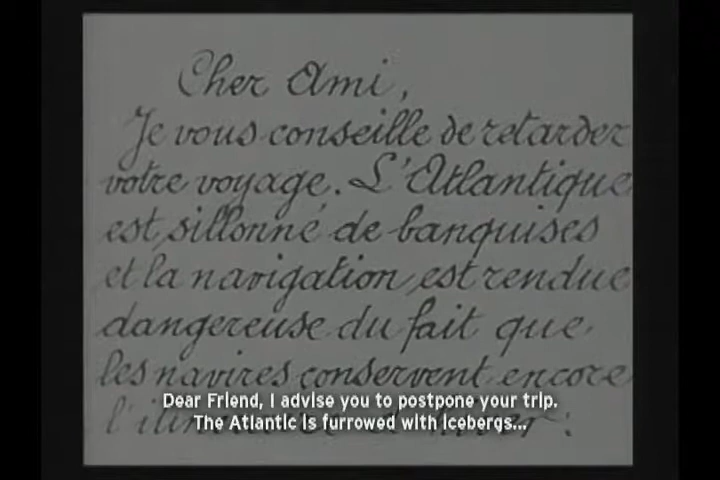 Cher Ami,
Je vous conseille de retarder
votre voyage. L'Atlantique
est sillonné de banquises
et la navigation est rendue
dangereuse du fait que
les navires conservent encore
Dear Friend, I advise you to postpone your trip.
l' d'hiver:
The Atlantic is furrowed with icebergs...